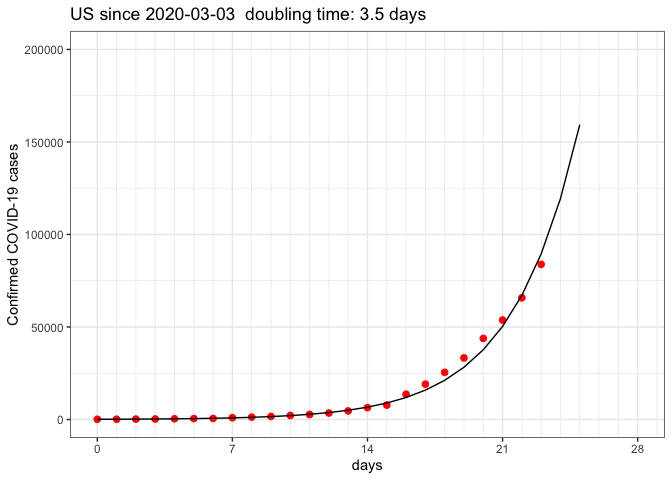 US since 2020-03-03  doubling time: 3.5 days
200000
150000
100000
50000
0
Confirmed COVID-19 cases
0 7 14 21 28
days